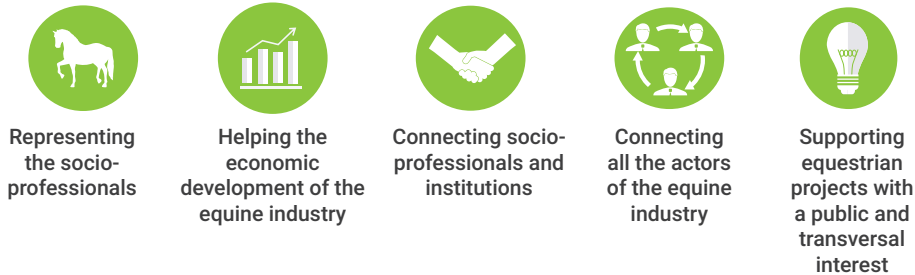 Representing
the socio-
professionals
Helping the
economic
development of the
equine industry
Connecting socio-
professionals and
institutions
Connecting
all the actors
of the equine
industry
Supporting
equestrian
projects with
a public and
transversal
interest